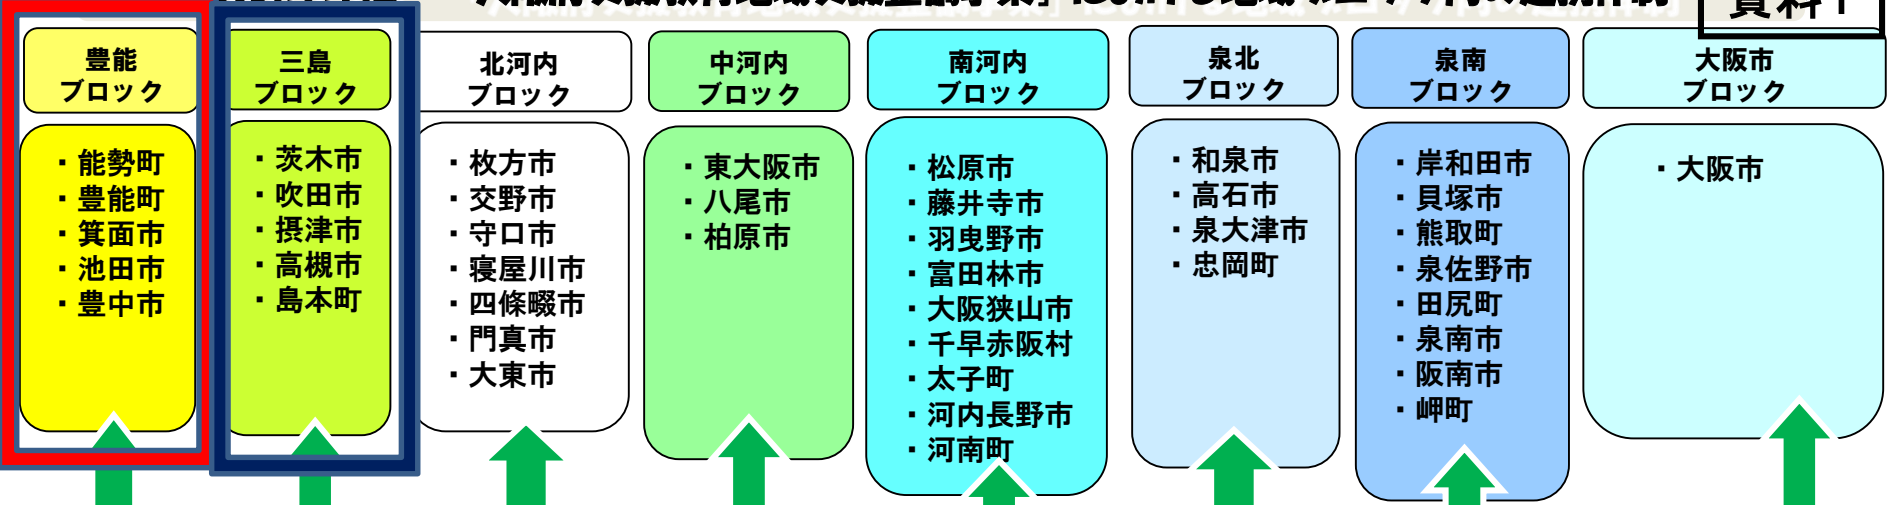 資料1
豊能
ブロック
・能勢町
・豊能町
・箕面市
・池田市
・豊中市
三島
ブロック
・茨木市
・吹田市
・摂津市
・高槻市
・島本町
北河内
ブロック
・枚方市
・交野市
・守口市
・寝屋川市
・四條畷市
・門真市
・大東市
中河内
ブロック
・東大阪市
・八尾市
・柏原市
南河内
ブロック
・松原市
・藤井寺市
・羽曳野市
・富田林市
・大阪狭山市
・千早赤阪村
・太子町
・河内長野市
・河南町
泉北
ブロック
・和泉市
・高石市
・泉大津市
・忠岡町
泉南
ブロック
・岸和田市
・貝塚市
・熊取町
・泉佐野市
・田尻町
・泉南市
・阪南市
・岬町
大阪市
ブロック
・大阪市